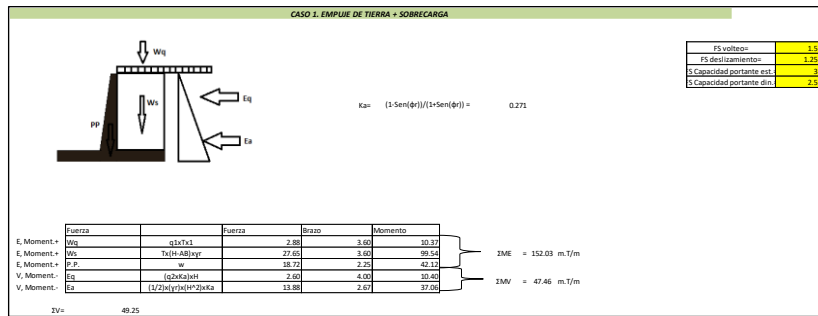 CASO 1. EMPUJE DE TIERRA + SOBRECARGA
FS volteo= 1.5
FS deslizamiento= 1.25
S Capacidad portante est. 3
S Capacidad portante din. 2.5
Wq
Ws
PP
Eq
Ea
Ka= (1-Sen(ϕr))/(1+Sen(ϕr)) = 0.271
Fuerza Fuerza Brazo Momento
E, Moment.+ Wq q1xTx1 2.88 3.60 10.37
E, Moment.+ Ws Tx(H-AB)xγr 27.65 3.60 99.54
E, Moment.+ P.P. w 18.72 2.25 42.12
V, Moment.- Eq (q2xKa)xH 2.60 4.00 10.40
V, Moment.- Ea (1/2)x(γr)x(H^2)xKa 13.88 2.67 37.06
ΣME = 152.03 m.T/m
ΣMV = 47.46 m.T/m
ΣV= 49.25